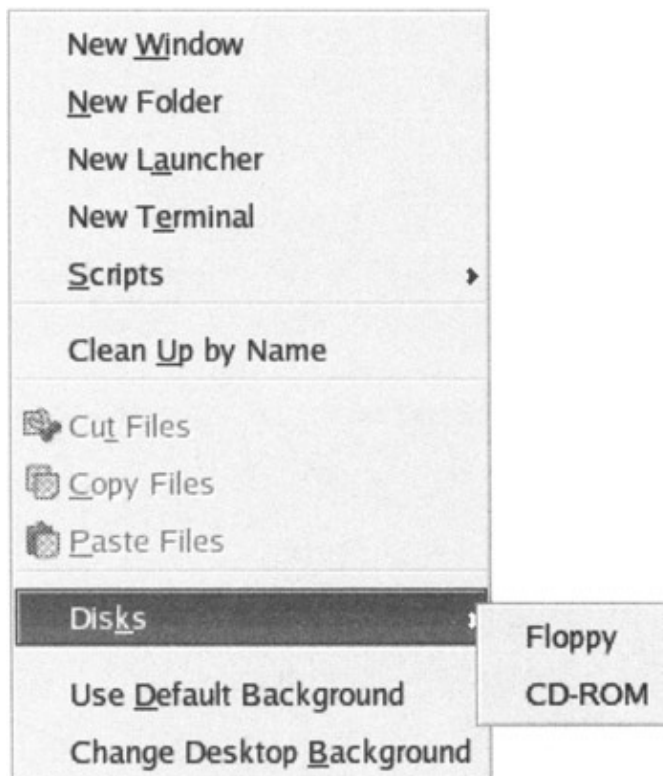 New Window
New Folder
New Launcher
New Terminal
Scripts
Clean Up by Name
Cut Files
Copy Files
Paste Files
Disks
Floppy
CD-ROM
Use Default Background
Change Desktop Background